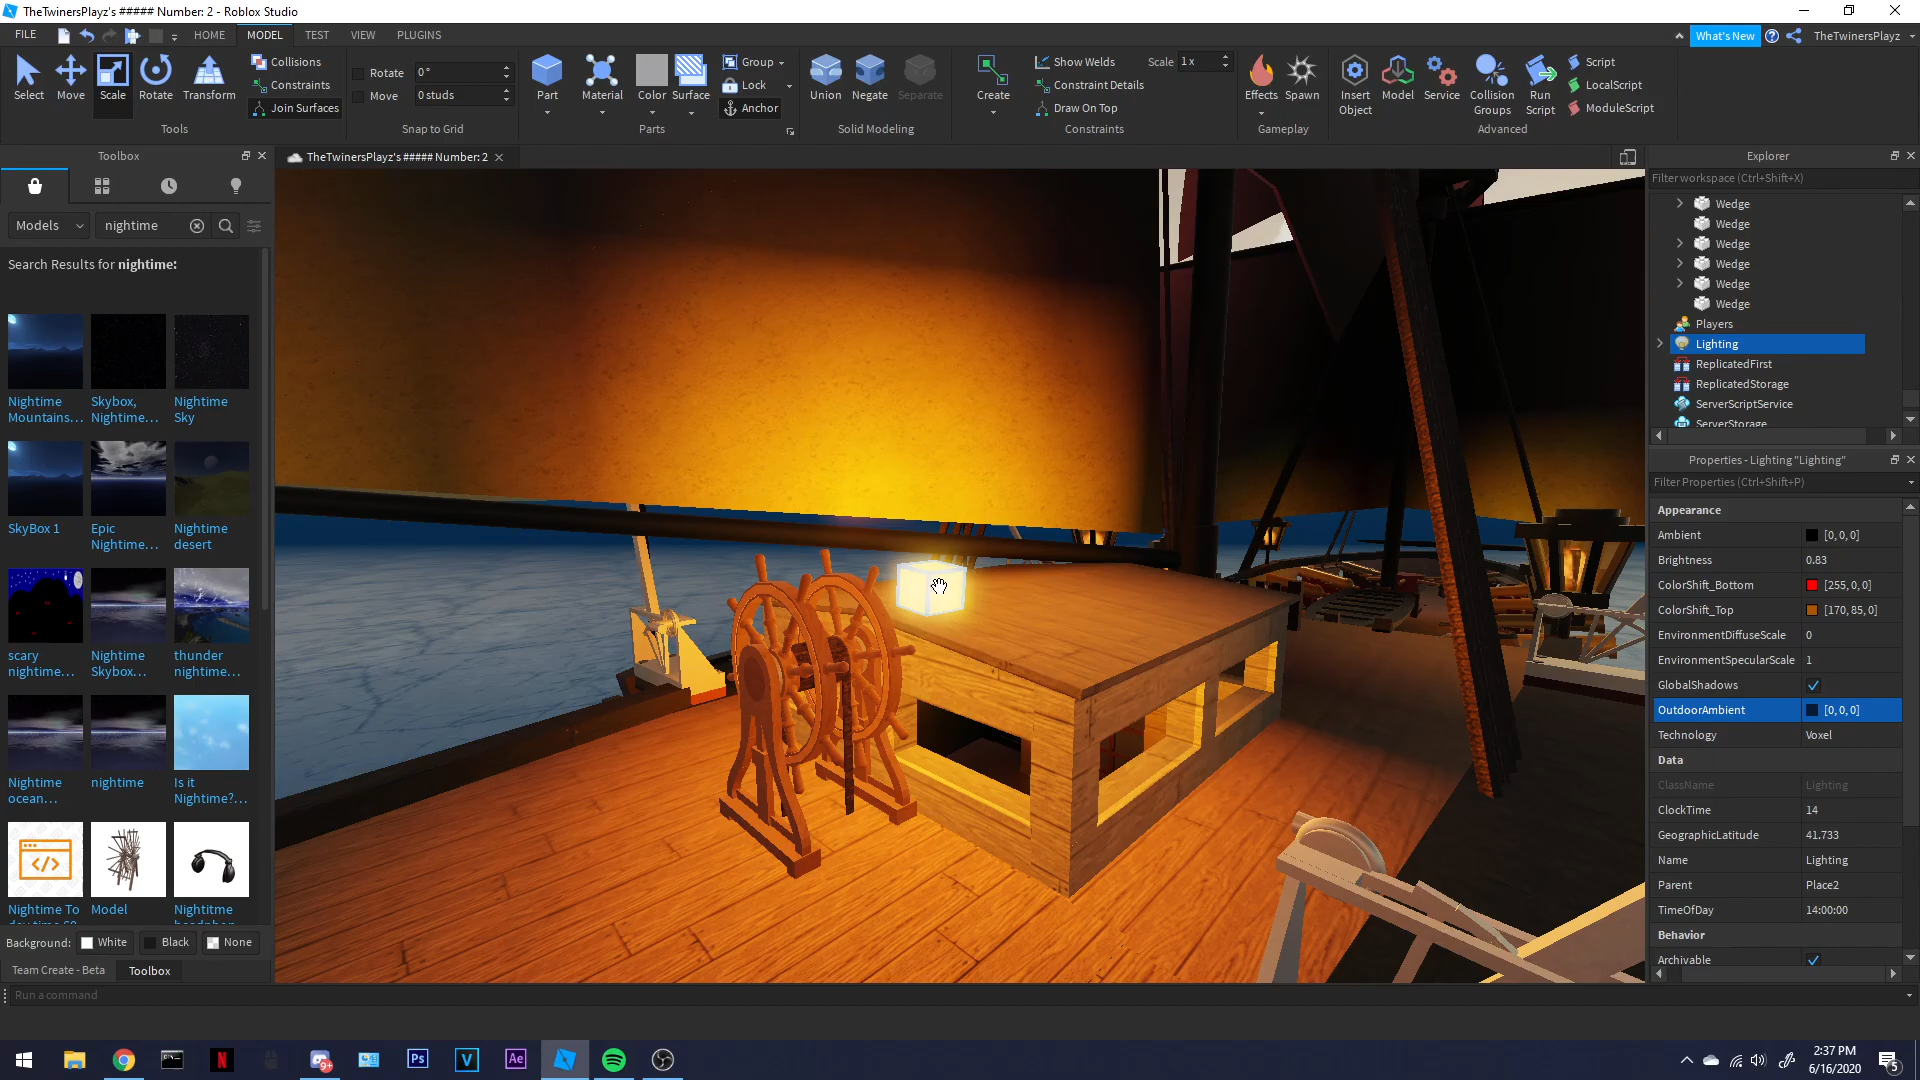 TheTwinersPlayz's ##### Number: 2 - Roblox Studio
FILE HOME MODEL TEST VIEW PLUGINS What's New TheTwinersPlayz
Select Move Scale Rotate Transform
Collisions
Constraints
Join Surfaces
Tools
Rotate 0°
Move 0 studs
Snap to Grid
Part Material Color Surface
Group
Lock
Anchor
Parts
Union Negate Separate
Solid Modeling
Create
Show Welds Scale 1x
Constraint Details
Draw On Top
Constraints
Effects Spawn
Gameplay
Insert Object Model Service Collision Groups Run Script
Script
LocalScript
ModuleScript
Advanced
Toolbox
TheTwinersPlayz's ##### Number: 2
Models nightime
Search Results for nightime:
Nightime Skybox, Nightime
Mountains... Nightime... Sky
SkyBox 1 Epic Nightime
Nightime... desert
scary Nightime thunder
nightime... Skybox... nightime...
Nightime nightime Is it
ocean... Nightime?...
Nightime To Model Nightitme
Background: White Black None
Team Create - Beta Toolbox
Run a command
Explorer
Filter workspace (Ctrl+Shift+X)
Wedge
Wedge
Wedge
Wedge
Wedge
Wedge
Players
Lighting
ReplicatedFirst
ReplicatedStorage
ServerScriptService
ServerStorage
Properties - Lighting "Lighting"
Filter Properties (Ctrl+Shift+P)
Appearance
Ambient [0, 0, 0]
Brightness 0.83
ColorShift_Bottom [255, 0, 0]
ColorShift_Top [170, 85, 0]
EnvironmentDiffuseScale 0
EnvironmentSpecularScale 1
GlobalShadows
OutdoorAmbient [0, 0, 0]
Technology Voxel
Data
ClassName Lighting
ClockTime 14
GeographicLatitude 41.733
Name Lighting
Parent Place2
TimeOfDay 14:00:00
Behavior
Archivable
9+ Ps V Ae
2:37 PM
6/16/2020
5